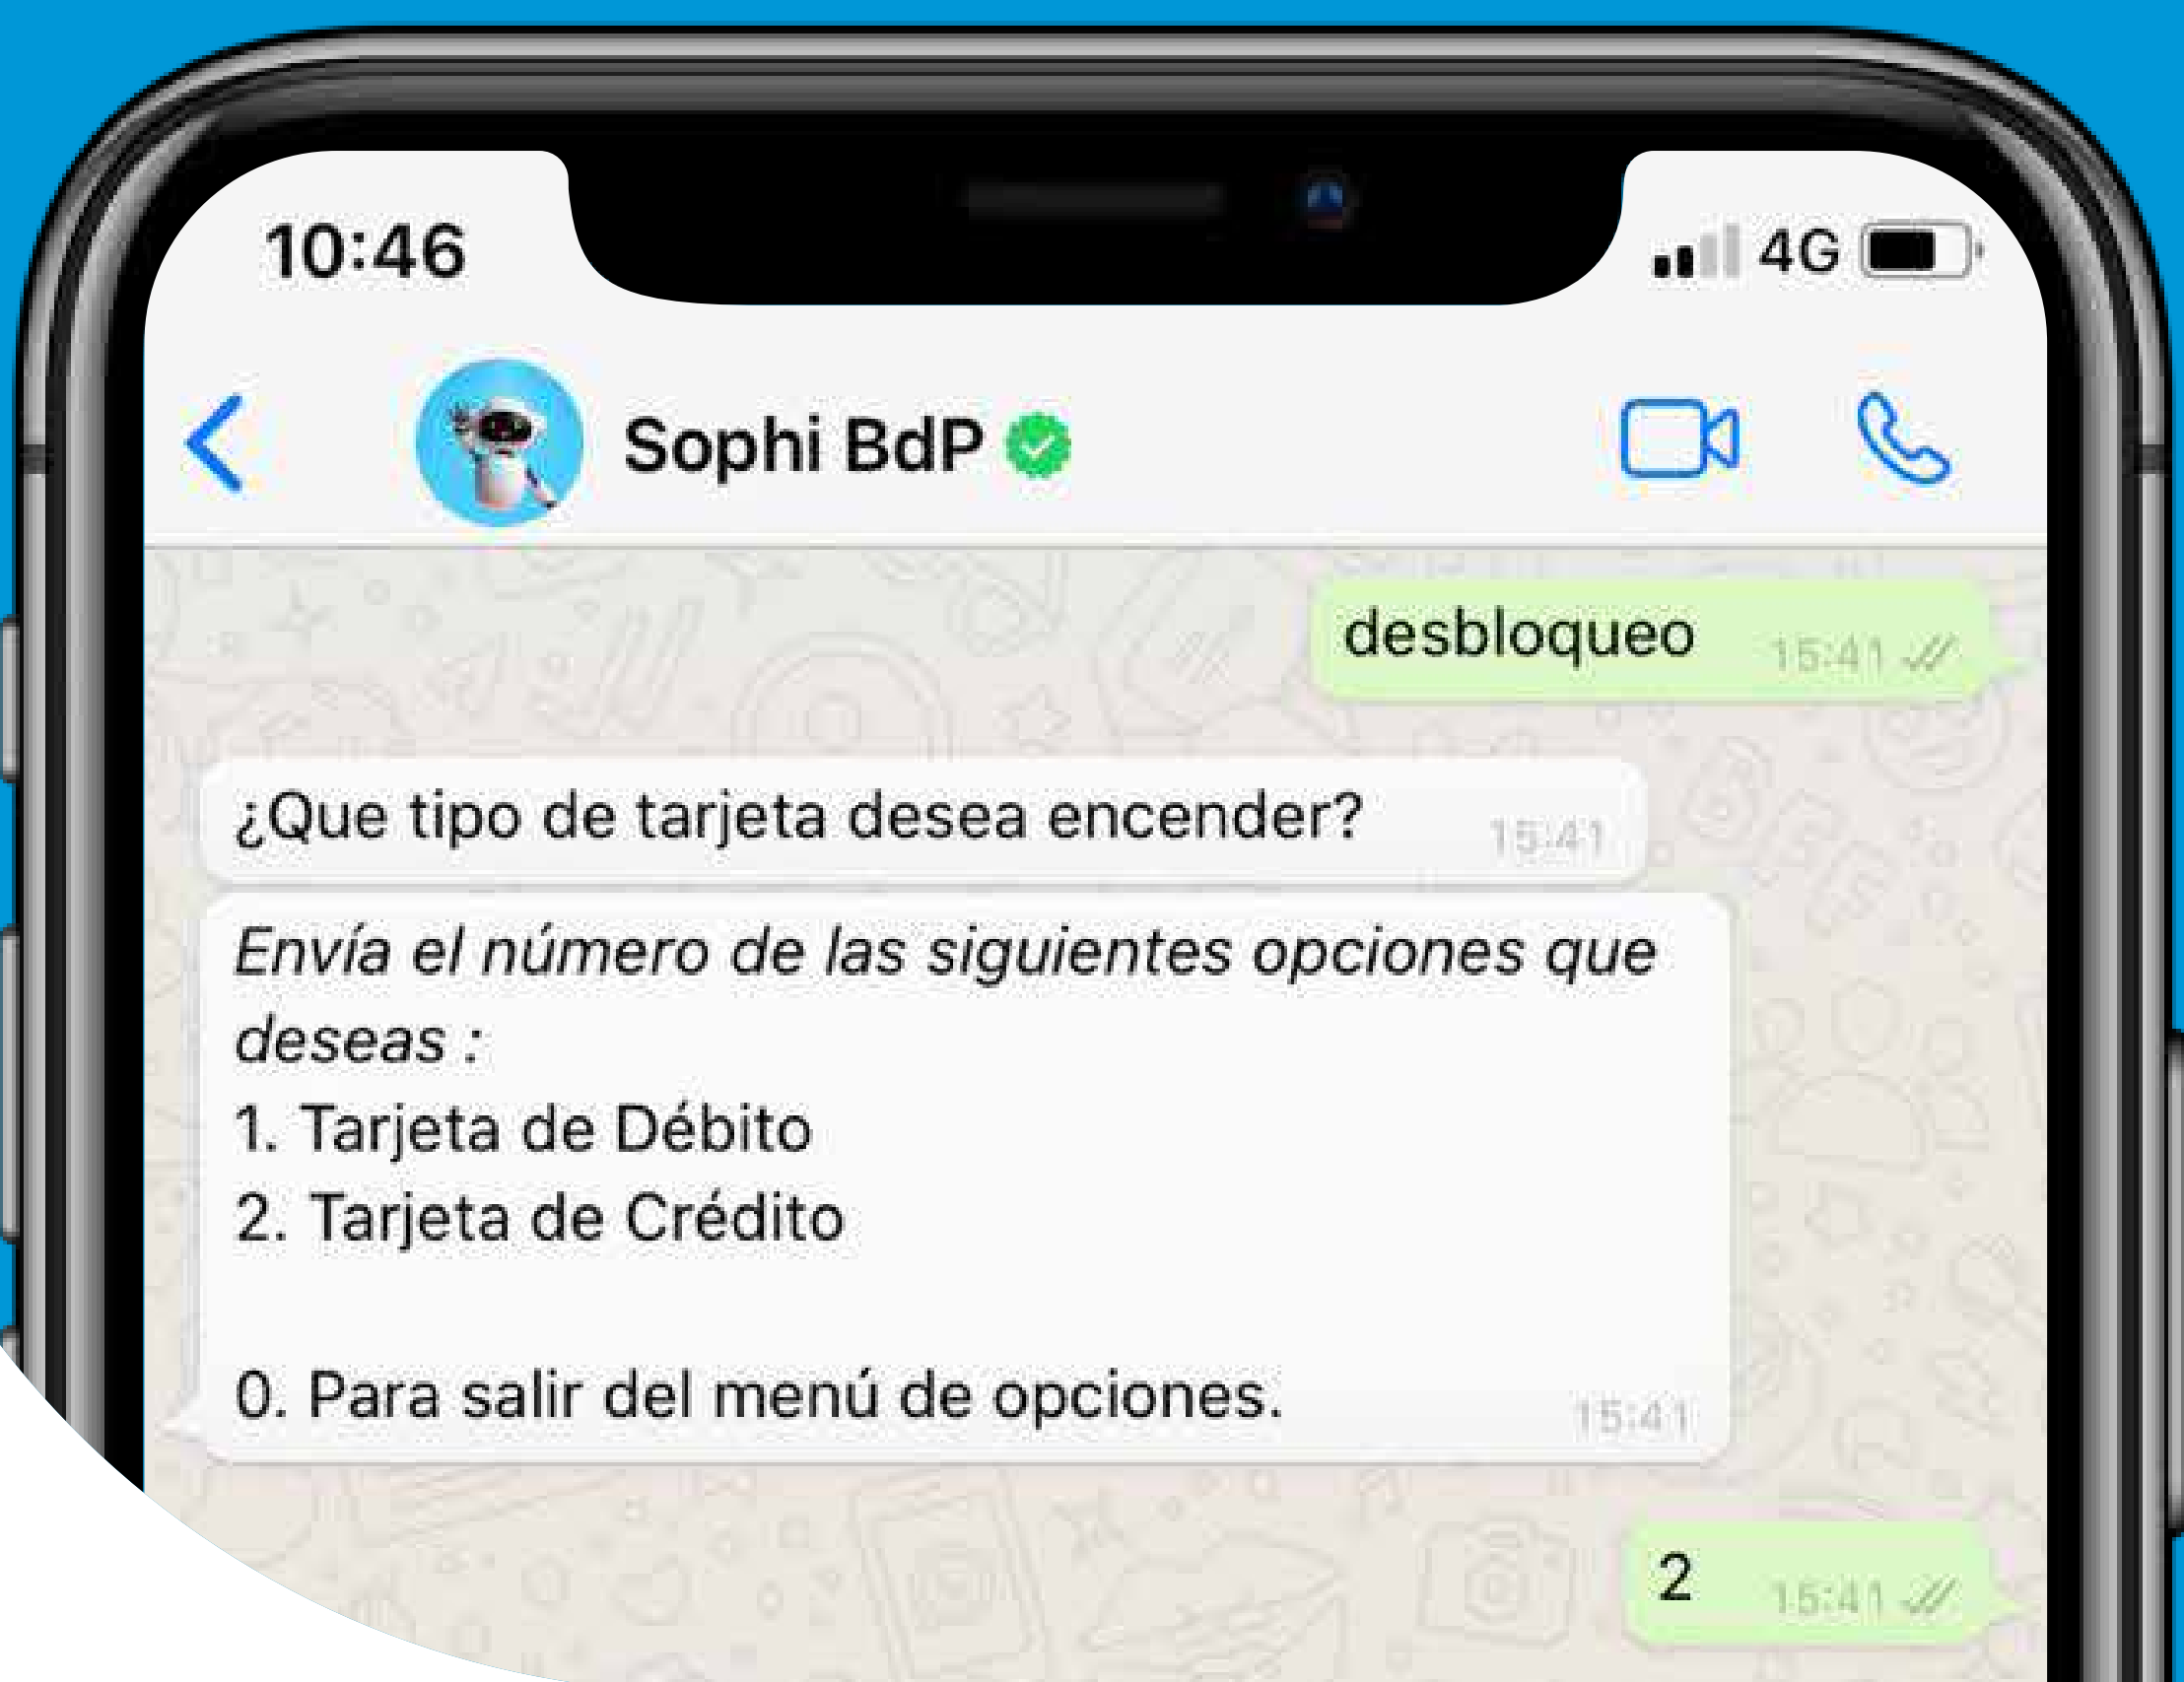 10:46
4G
Sophi BdP
desbloqueo 15:41
¿Que tipo de tarjeta desea encender? 15:41
Envía el número de las siguientes opciones que
deseas :
1. Tarjeta de Débito
2. Tarjeta de Crédito
0. Para salir del menú de opciones. 15:41
2 15:41